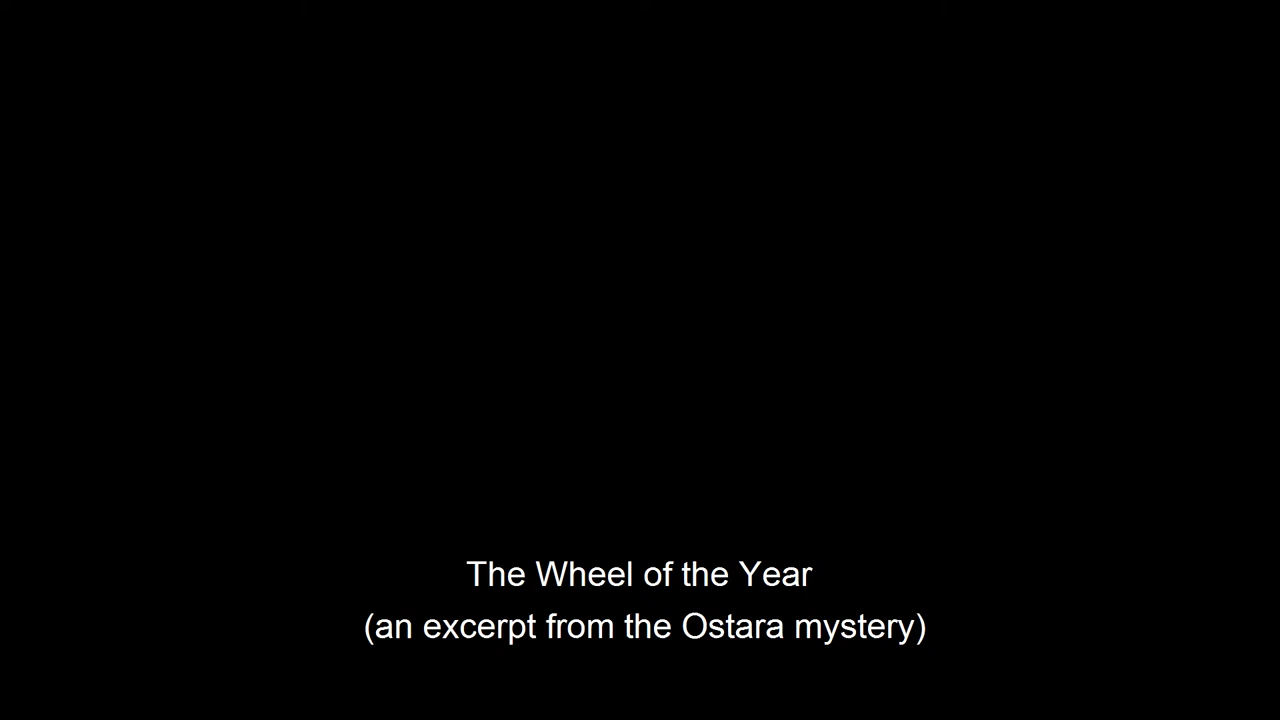 The Wheel of the Year
(an excerpt from the Ostara mystery)